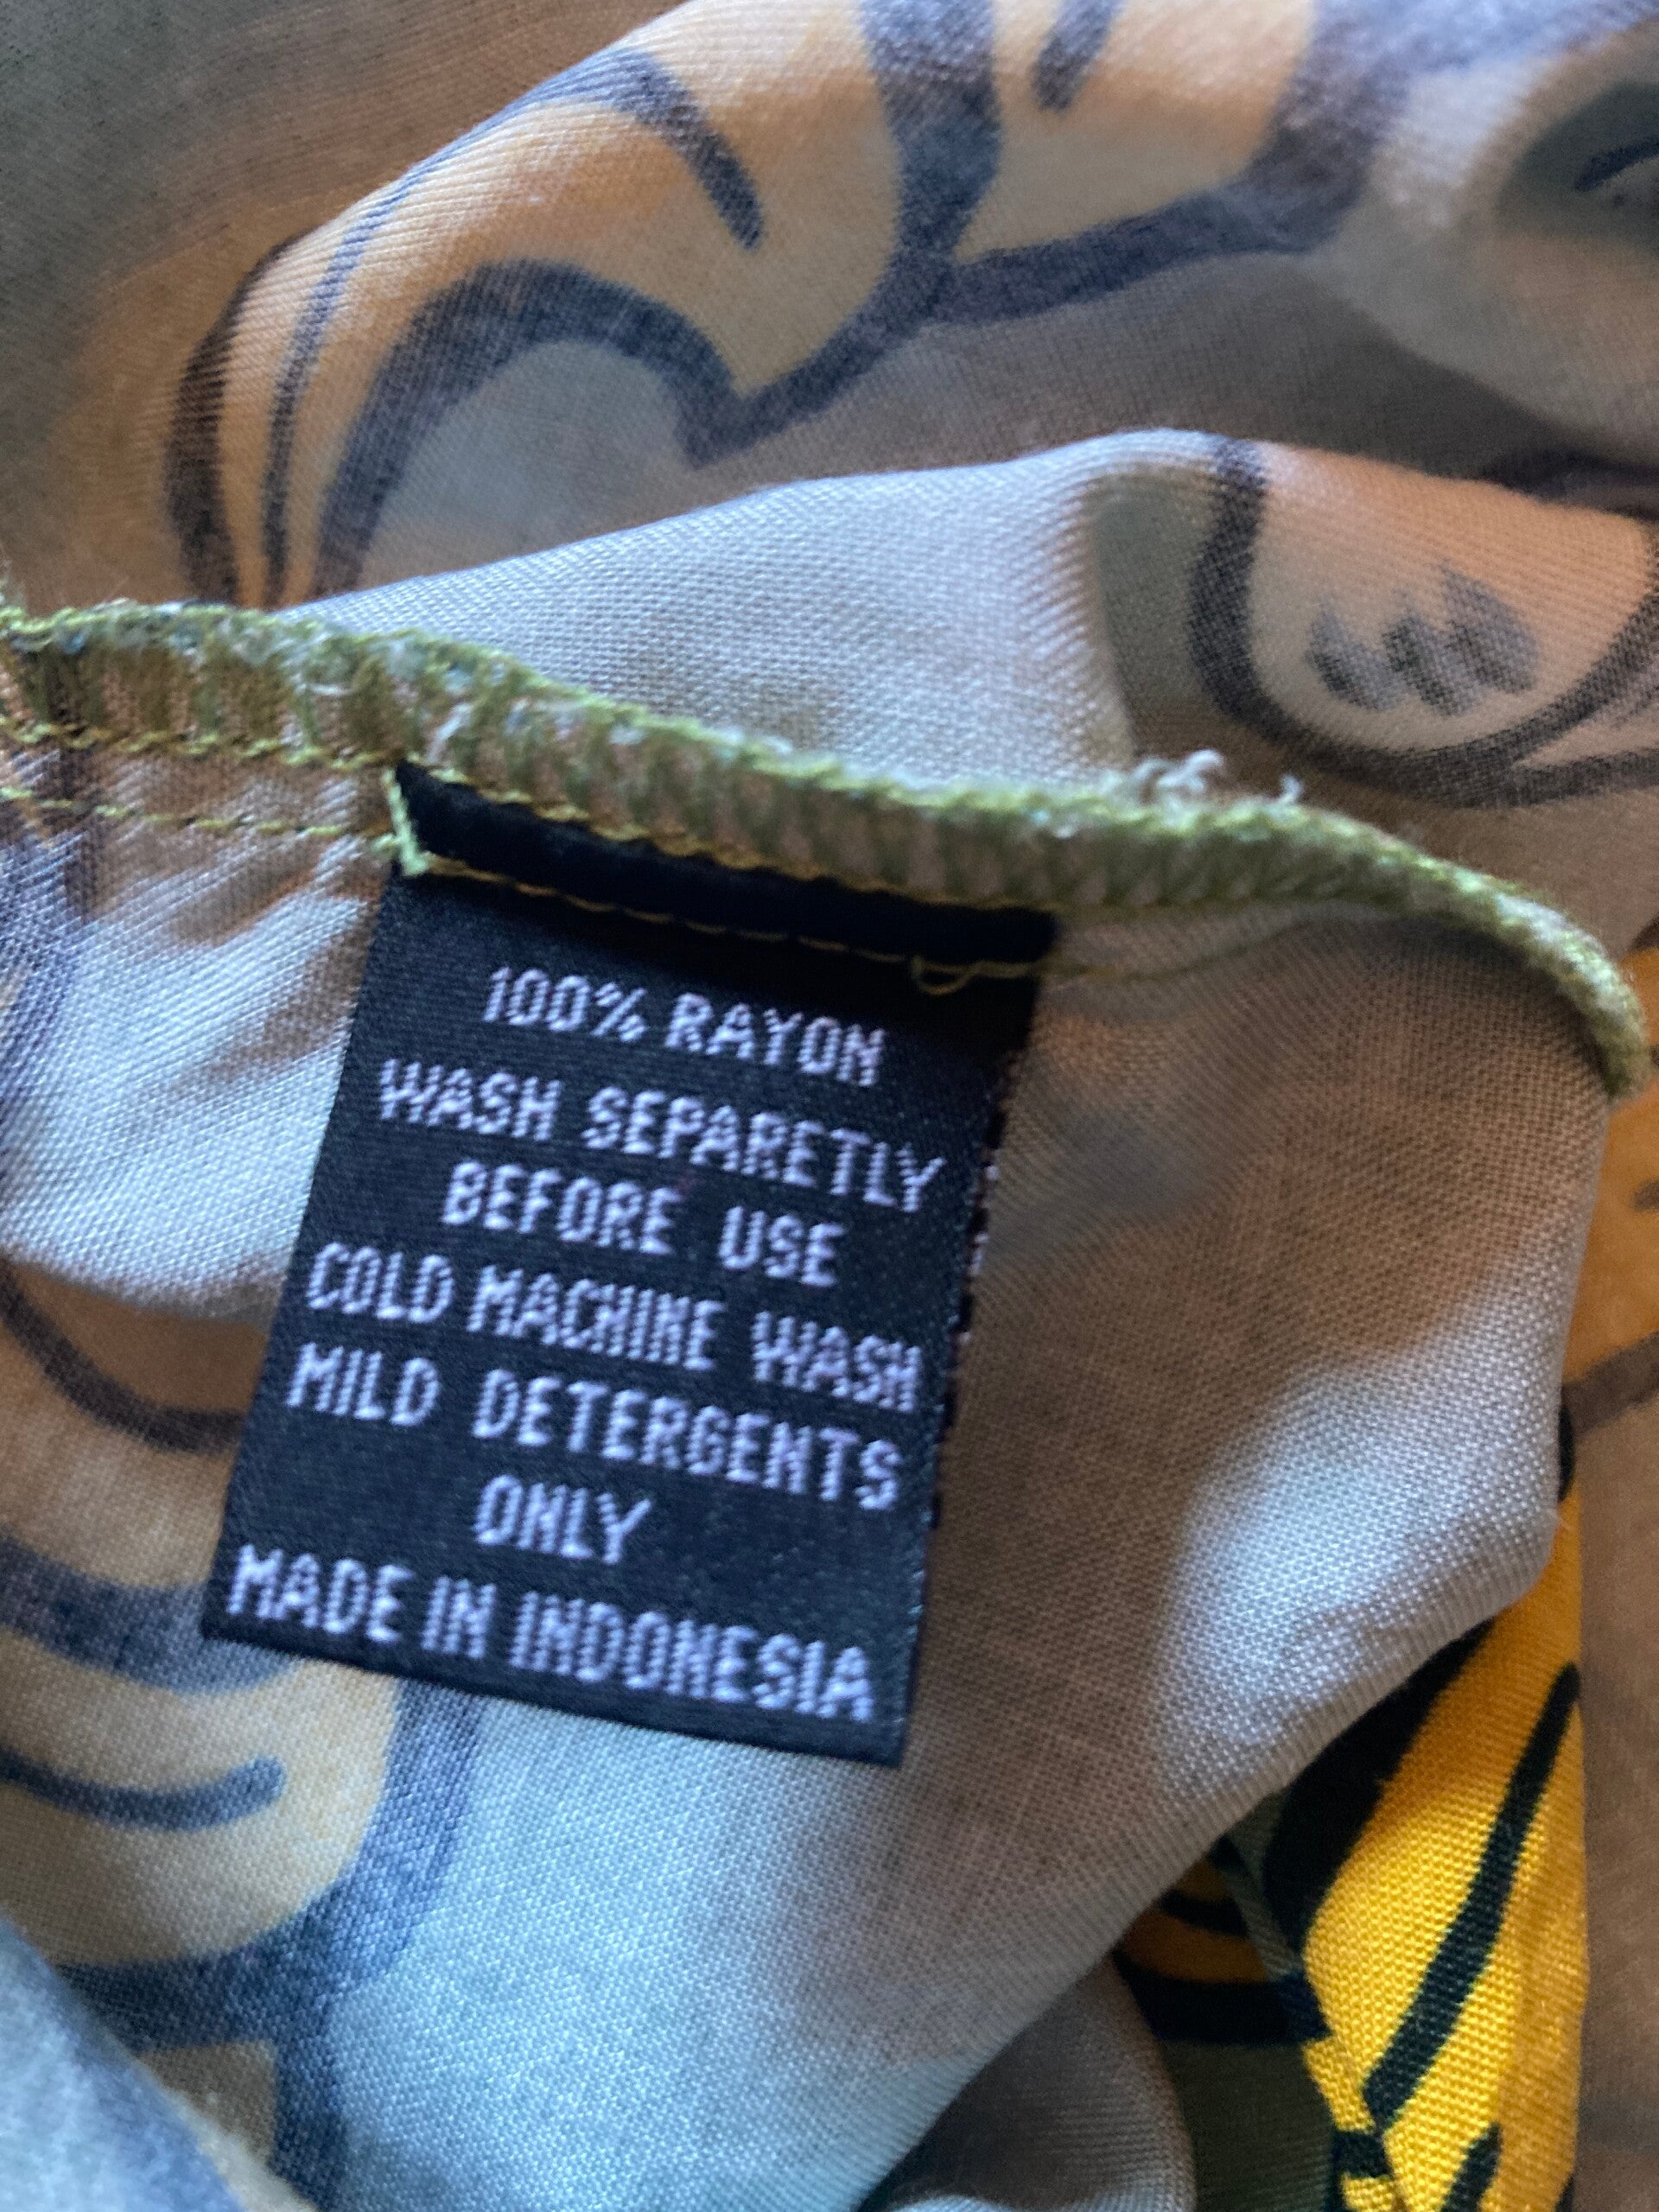 100% RAYON
WASH SEPARETLY
BEFORE USE
COLD MACHINE WASH
MILD DETERGENTS
ONLY
MADE IN INDONESIA